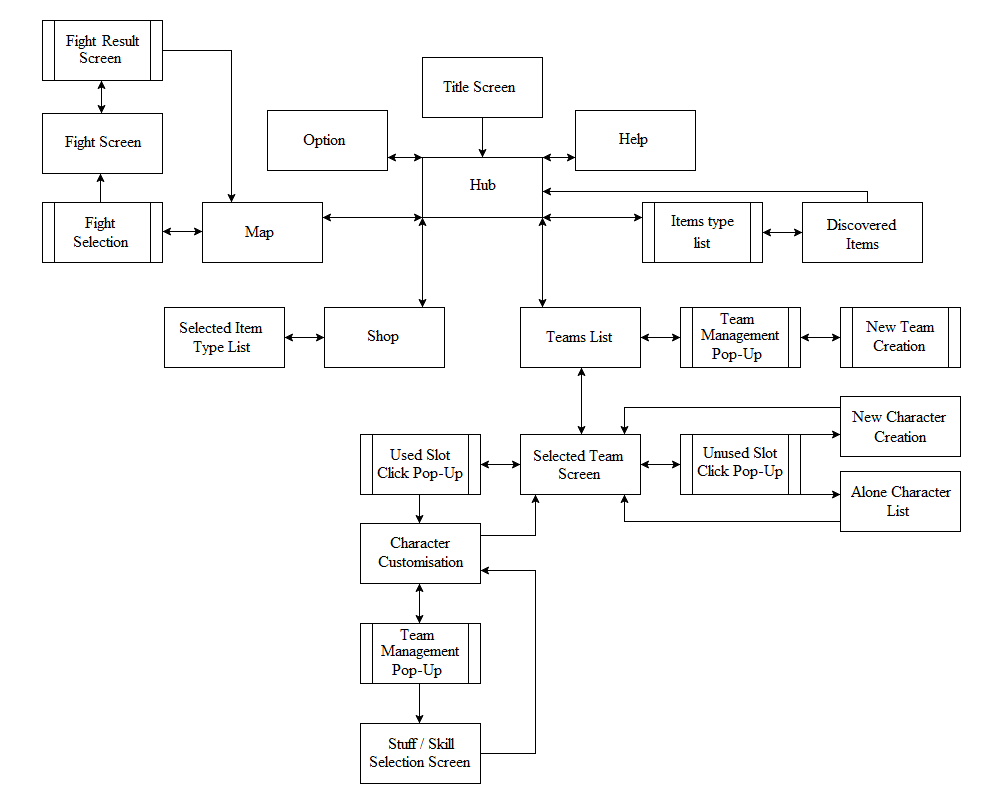 Fight Result
Screen
Title Screen
Fight Screen
Option
Help
Hub
Fight
Selection
Map
Items type
list
Discovered
Items
Selected Item
Type List
Shop
Teams List
Team
Management
Pop-Up
New Team
Creation
New Character
Creation
Used Slot
Click Pop-Up
Selected Team
Screen
Unused Slot
Click Pop-Up
Alone Character
List
Character
Customisation
Team
Management
Pop-Up
Stuff / Skill
Selection Screen